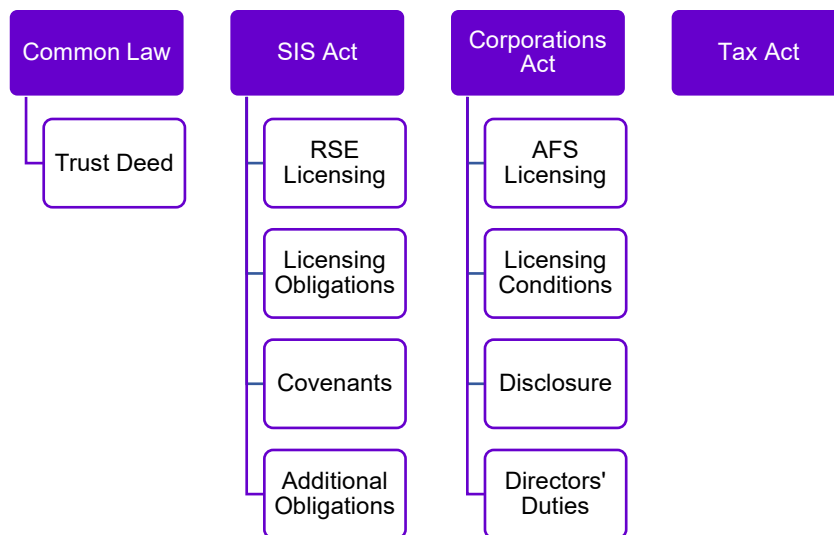 Common Law
Trust Deed
SIS Act
RSE
Licensing
Licensing
Obligations
Covenants
Additional
Obligations
Corporations
Act
AFS
Licensing
Licensing
Conditions
Disclosure
Directors'
Duties
Tax Act